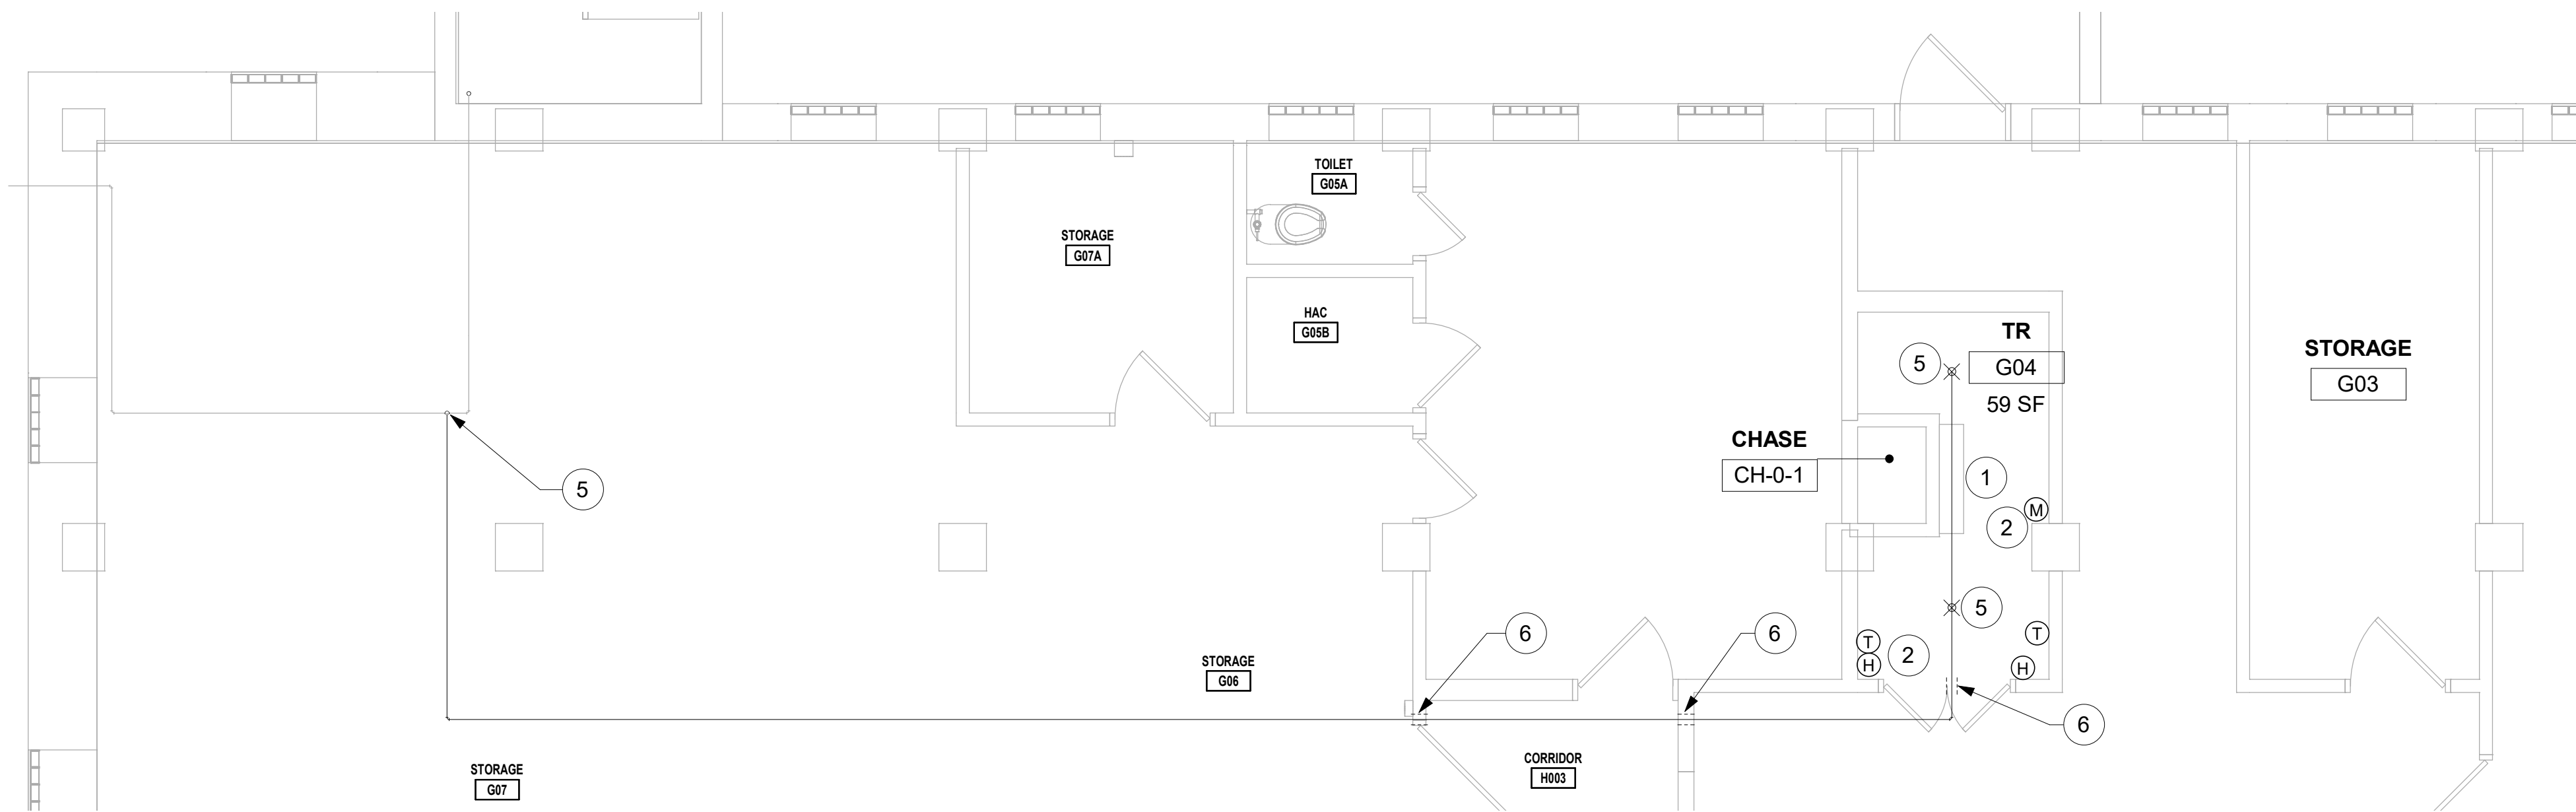 TOILET
G05A
STORAGE
G07A
HAC
G05B
TR
G04
59 SF
5
STORAGE
G03
CHASE
CH-0-1
1
5
M
2
5
T
H
2
T
H
6
6
6
STORAGE
G06
CORRIDOR
H003
STORAGE
G07